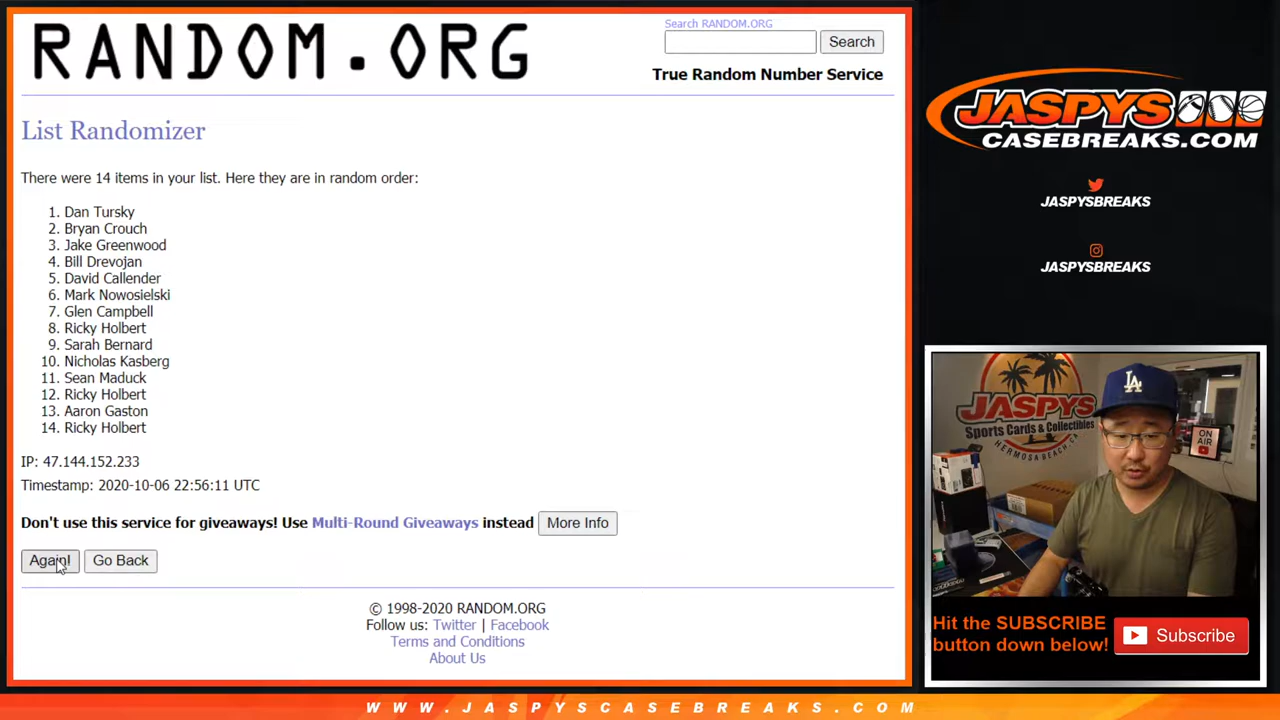 RANDOM.ORG
Search RANDOM.ORG
Search
True Random Number Service
List Randomizer
There were 14 items in your list. Here they are in random order:
1. Dan Tursky
2. Bryan Crouch
3. Jake Greenwood
4. Bill Drevojan
5. David Callender
6. Mark Nowosielski
7. Glen Campbell
8. Ricky Holbert
9. Sarah Bernard
10. Nicholas Kasberg
11. Sean Maduck
12. Ricky Holbert
13. Aaron Gaston
14. Ricky Holbert
IP: 47.144.152.233
Timestamp: 2020-10-06 22:56:11 UTC
Don't use this service for giveaways! Use Multi-Round Giveaways instead More Info
Again! Go Back
© 1998-2020 RANDOM.ORG
Follow us: Twitter | Facebook
Terms and Conditions
About Us
JASPYS
CASEBREAKS.COM
JASPYSBREAKS
JASPYSBREAKS
JASPYS
Sports Cards & Collectibles
HERMOSA BEACH, CA
ON
AIR
LA
Hit the SUBSCRIBE
button down below!
Subscribe
WWW.JASPYSCASEBREAKS.COM